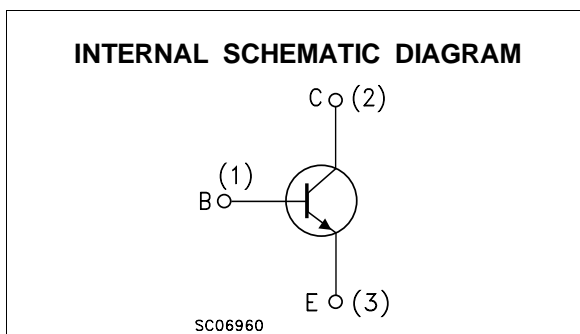 INTERNAL SCHEMATIC DIAGRAM
C (2)
(1)
B
E (3)
SC06960